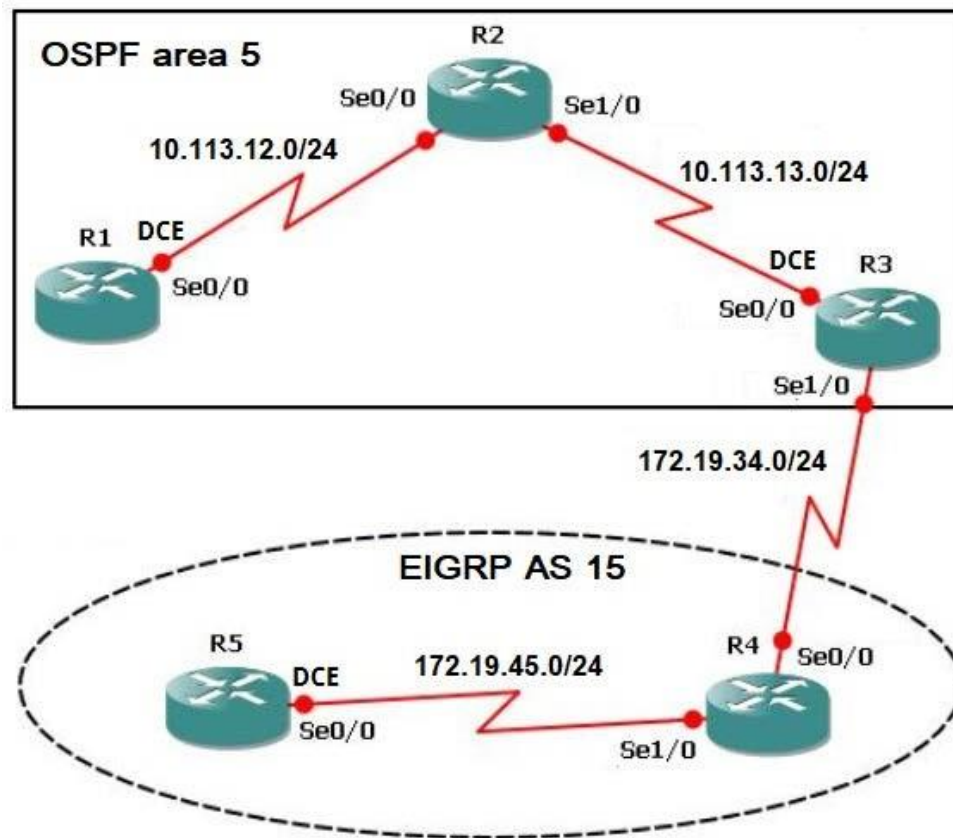 R2
OSPF area 5
Se0/0
Se1/0
10.113.12.0/24
10.113.13.0/24
R1
DCE
Se0/0
DCE
R3
Se0/0
Se1/0
172.19.34.0/24
EIGRP AS 15
R5
DCE
172.19.45.0/24
R4
Se0/0
Se0/0
Se1/0